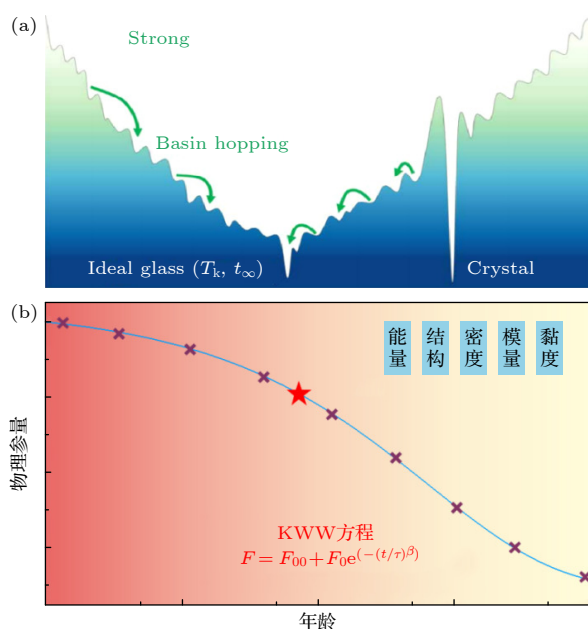 (a)
Strong
Basin hopping
Ideal glass (Tk, t∞)
Crystal
(b)
能量 结构 密度 模量 黏度
物理参量
KWW方程
F = F00 + F0e(−(t/τ)β)
年龄